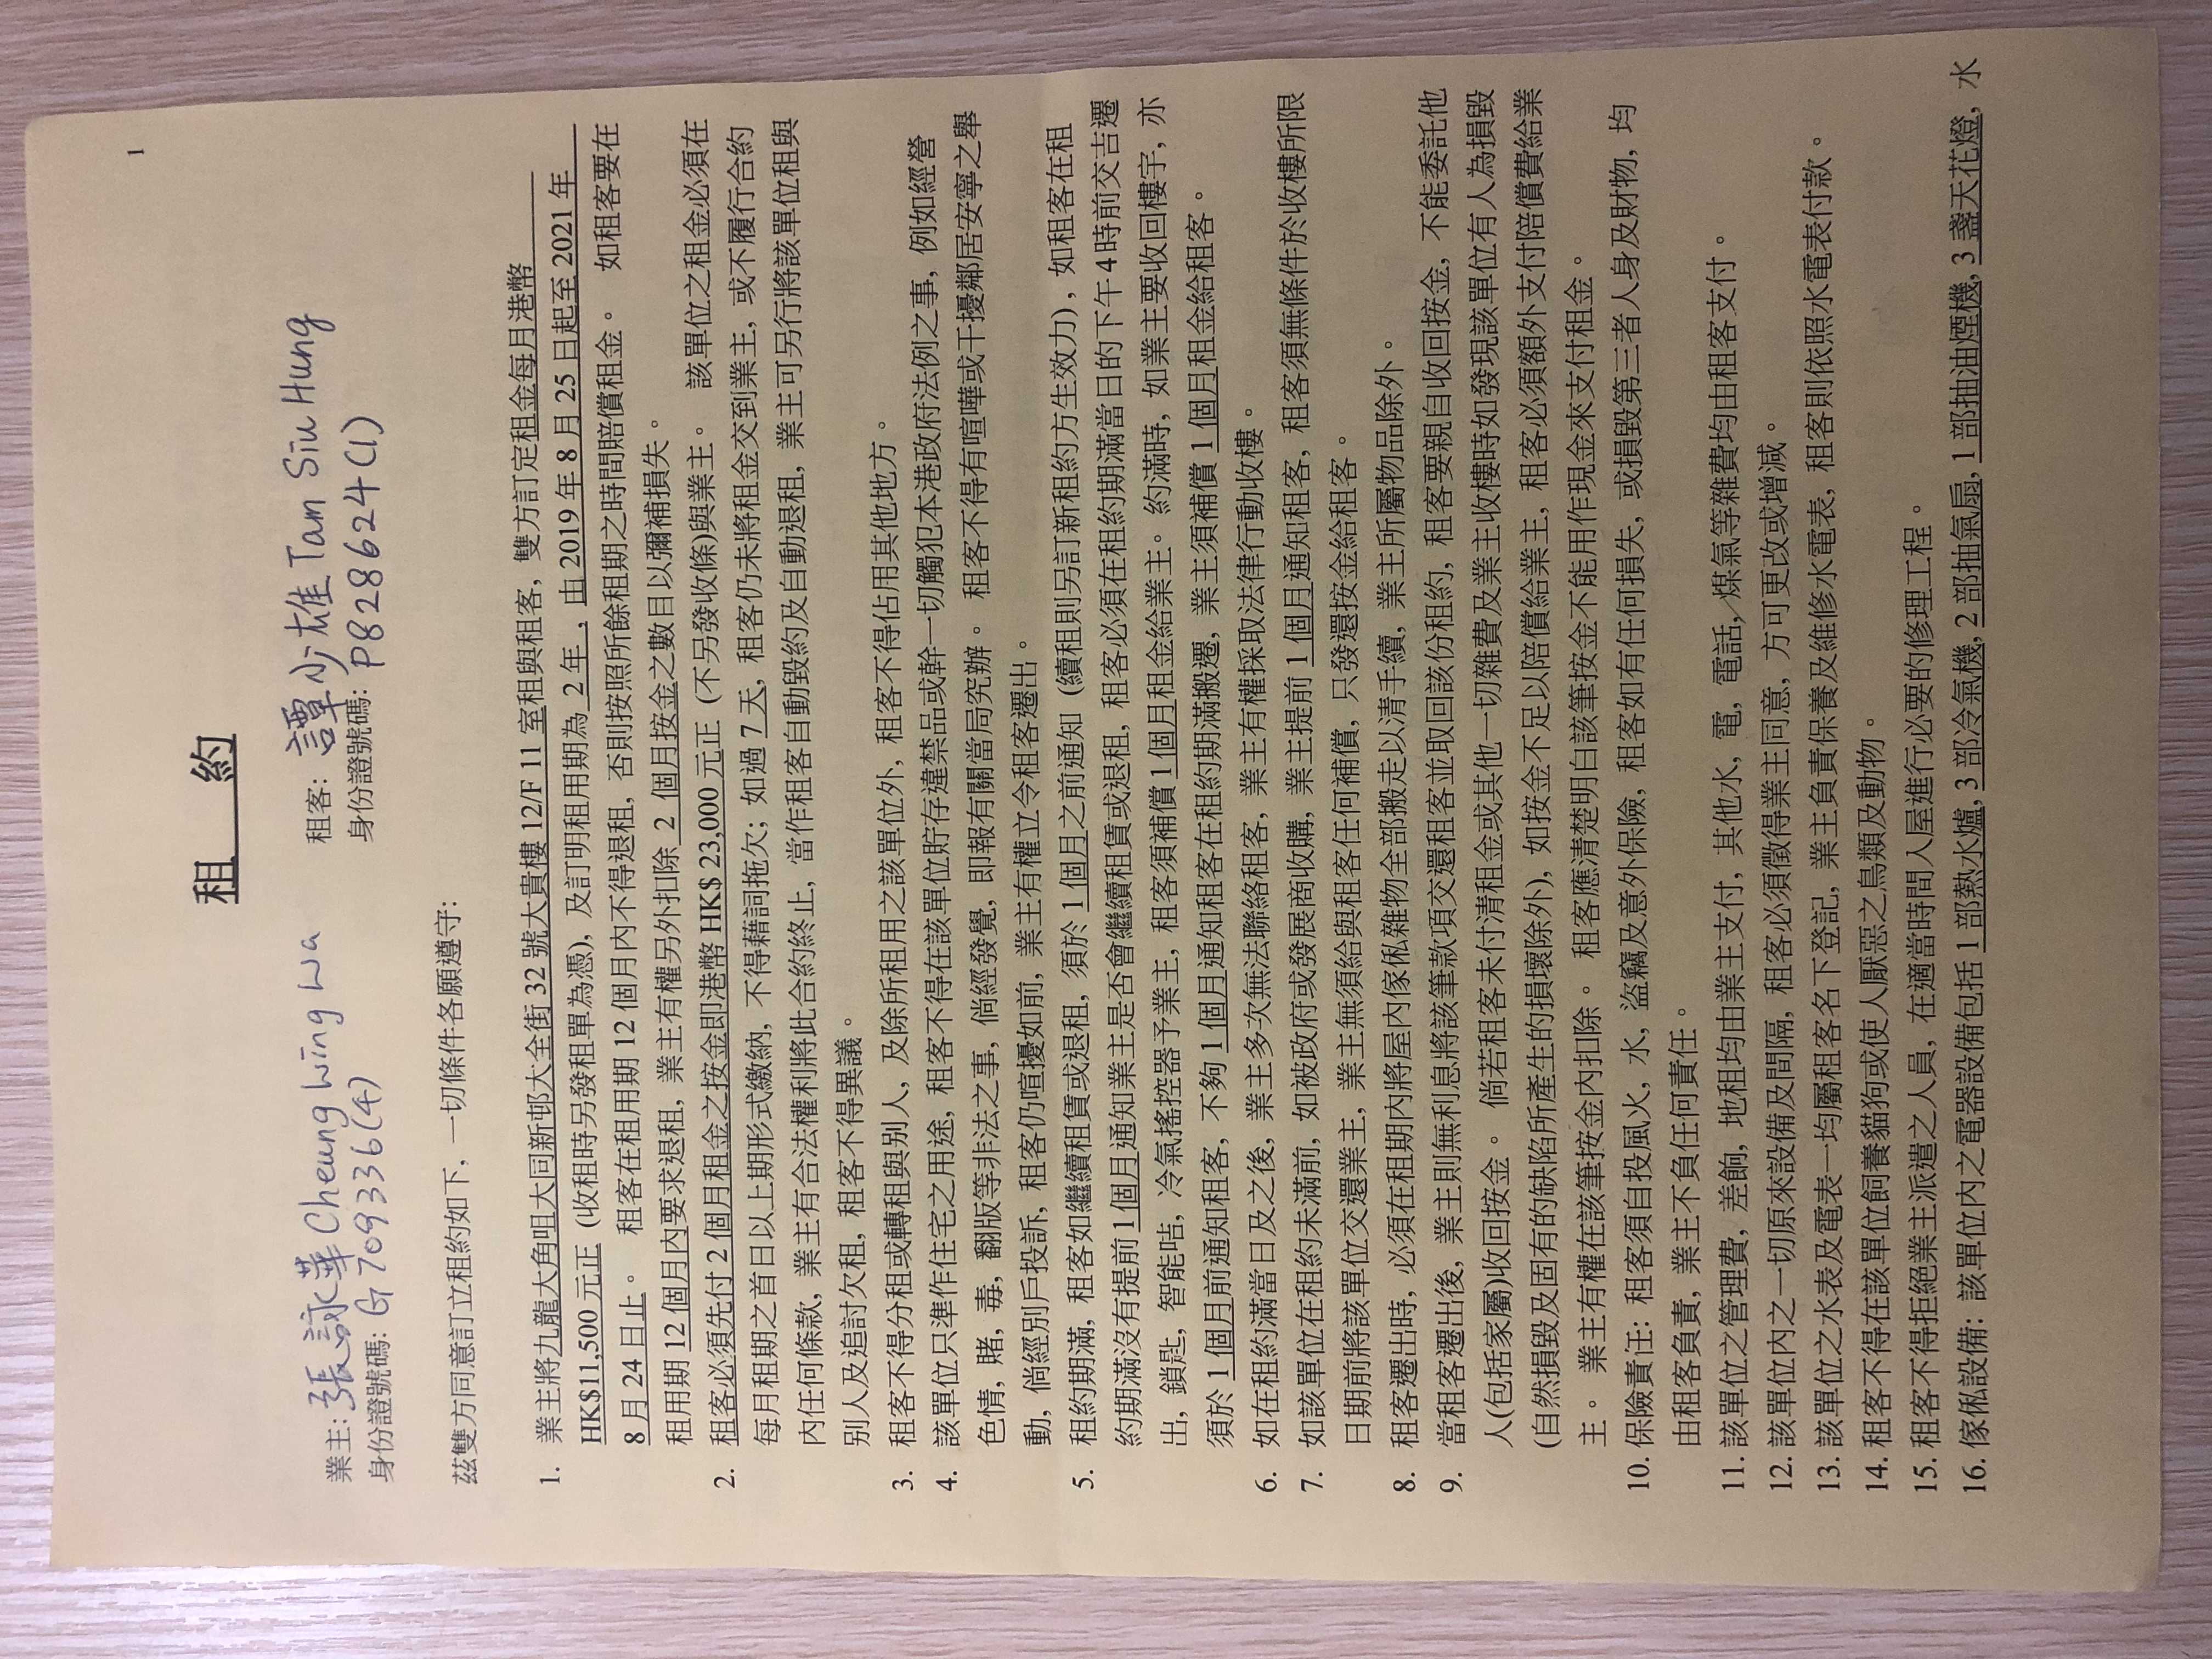 1
租 約
業主: 張詠華 Cheung Wing Wa 租客: 譚少雄 Tam Siu Hung
身份證號碼: G709336(4) 身份證號碼: P828624(1)
茲雙方同意訂立租約如下, 一切條件各願遵守:
1. 業主將九龍大角咀大同新邨大全街 32 號大貴樓 12/F 11 室租與租客, 雙方訂定租金每月港幣
HK$11,500 元正 (收租時另發租單為憑), 及訂明租用期為 2 年 , 由 2019 年 8 月 25 日起至 2021 年
8 月 24 日止。 租客在租用期 12 個月內不得退租, 否則按照所餘租期之時間賠償租金。 如租客要在
租用期 12 個月內要求退租, 業主有權另外扣除 2 個月按金之數目以彌補損失。
2. 租客必須先付 2 個月租金之按金即港幣 HK$ 23,000 元正 (不另發收條)與業主。 該單位之租金必須在
每月租期之首日以上期形式繳納, 不得藉詞拖欠; 如過 7 天, 租客仍未將租金交到業主, 或不履行合約
內任何條款, 業主有合法權利將此合約終止, 當作租客自動毀約及自動退租, 業主可另行將該單位租與
別人及追討欠租, 租客不得異議。
3. 租客不得分租或轉租與別人, 及除所租用之該單位外, 租客不得佔用其他地方。
4. 該單位只準作住宅之用途, 租客不得在該單位貯存違禁品或幹一切觸犯本港政府法例之事, 例如經營
色情, 賭, 毒, 翻版等非法之事, 倘經發覺, 即報有關當局究辦。 租客不得有喧嘩或干擾鄰居安寧之舉
動, 倘經別戶投訴, 租客仍喧擾如前, 業主有權立令租客遷出。
5. 租約期滿, 租客如繼續租賃或退租, 須於 1 個月之前通知 (續租則另訂新租約方生效力) , 如租客在租
約期滿沒有提前 1 個月通知業主是否會繼續租賃或退租, 租客必須在租約期滿當日的下午 4 時前交吉遷
出, 鎖匙, 智能咭, 冷氣搖控器予業主, 租客須補償 1 個月租金給業主。約滿時, 如業主要收回樓宇, 亦
須於 1 個月前通知租客, 不夠 1 個月通知租客在租約期滿搬遷, 業主須補償 1 個月租金給租客。
6. 如在租約滿當日及之後, 業主多次無法聯絡租客, 業主有權採取法律行動收樓。
7. 如該單位在租約未滿前, 如被政府或發展商收購, 業主提前 1 個月通知租客, 租客須無條件於收樓所限
日期前將該單位交還業主, 業主無須給與租客任何補償, 只發還按金給租客。
8. 租客遷出時, 必須在租期內將屋內傢俬雜物全部搬走以清手續, 業主所屬物品除外。
9. 當租客遷出後, 業主則無利息將該筆款項交還租客並取回該份租約, 租客要親自收回按金, 不能委託他
人(包括家屬)收回按金。 倘若租客未付清租金或其他一切雜費及業主收樓時如發現該單位有人為損毀
(自然損毀及固有的缺陷所產生的損壞除外), 如按金不足以陪償給業主, 租客必須額外支付陪償費給業
主。 業主有權在該筆按金內扣除。 租客應清楚明白該筆按金不能用作現金來支付租金。
10. 保險責任: 租客須自投風火, 水, 盜竊及意外保險, 租客如有任何損失, 或損毀第三者人身及財物, 均
由租客負責, 業主不負任何責任。
11. 該單位之管理費, 差餉, 地租均由業主支付, 其他水, 電, 電話, 煤氣等雜費均由租客支付。
12. 該單位內之一切原來設備及間隔, 租客必須徵得業主同意, 方可更改或增減。
13. 該單位之水表及電表一均屬租客名下登記, 業主負責保養及維修水電表, 租客則依照水電表付款。
14. 租客不得在該單位飼養貓狗或使人厭惡之鳥類及動物。
15. 租客不得拒絕業主派遣之人員, 在適當時間入屋進行必要的修理工程。
16. 傢俬設備: 該單位內之電器設備包括 1 部熱水爐, 3 部冷氣機, 2 部抽氣扇, 1 部抽油煙機, 3 盞天花燈, 水